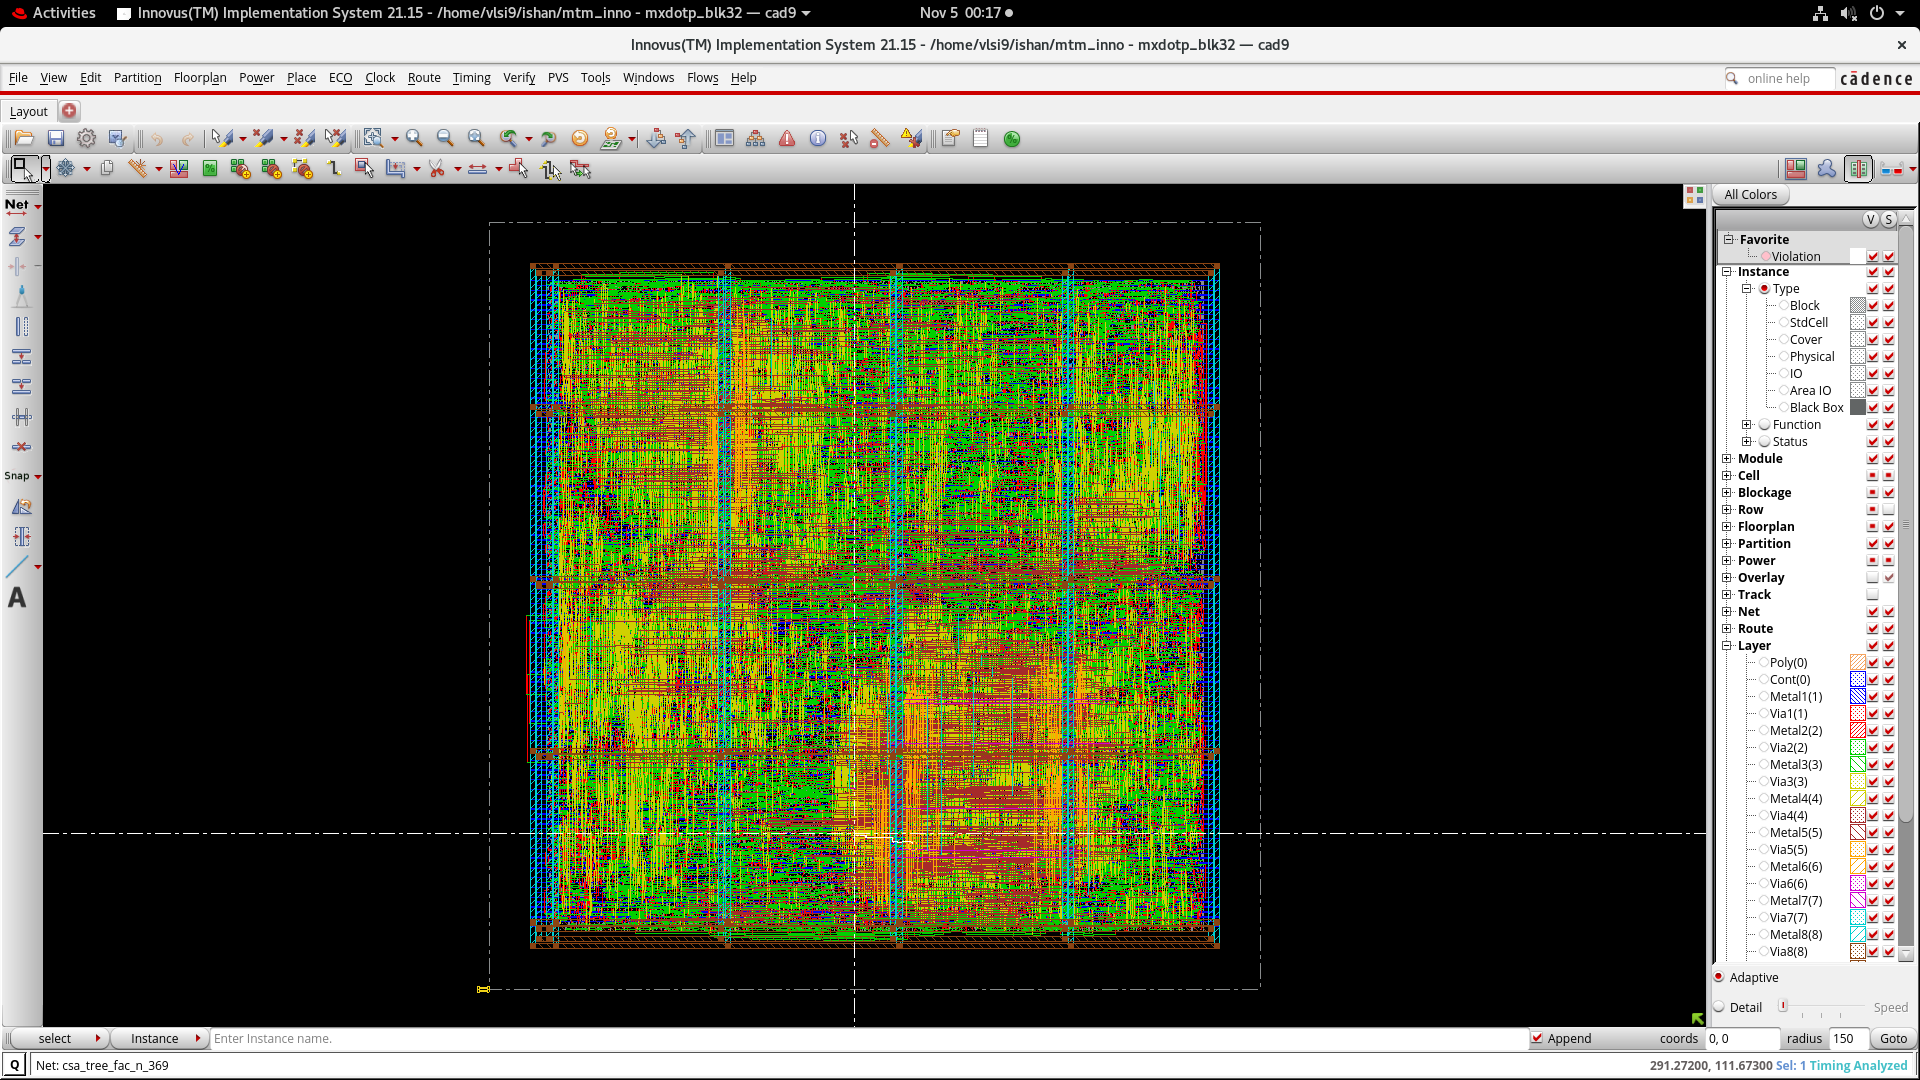 Activities
Innovus(TM) Implementation System 21.15 - /home/vlsi9/ishan/mtm_inno - mxdotp_blk32 — cad9
Nov 5 00:17
Innovus(TM) Implementation System 21.15 - /home/vlsi9/ishan/mtm_inno - mxdotp_blk32 — cad9
File View Edit Partition Floorplan Power Place ECO Clock Route Timing Verify PVS Tools Windows Flows Help
online help
cādence
Layout
Net
Snap
A
All Colors
V S
Favorite
Violation
Instance
Type
Block
StdCell
Cover
Physical
IO
Area IO
Black Box
Function
Status
Module
Cell
Blockage
Row
Floorplan
Partition
Power
Overlay
Track
Net
Route
Layer
Poly(0)
Cont(0)
Metal1(1)
Via1(1)
Metal2(2)
Via2(2)
Metal3(3)
Via3(3)
Metal4(4)
Via4(4)
Metal5(5)
Via5(5)
Metal6(6)
Via6(6)
Metal7(7)
Via7(7)
Metal8(8)
Via8(8)
Adaptive
Detail Speed
select Instance Enter Instance name. Append coords 0, 0 radius 150 Goto
Q Net: csa_tree_fac_n_369 291.27200, 111.67300 Sel: 1 Timing Analyzed